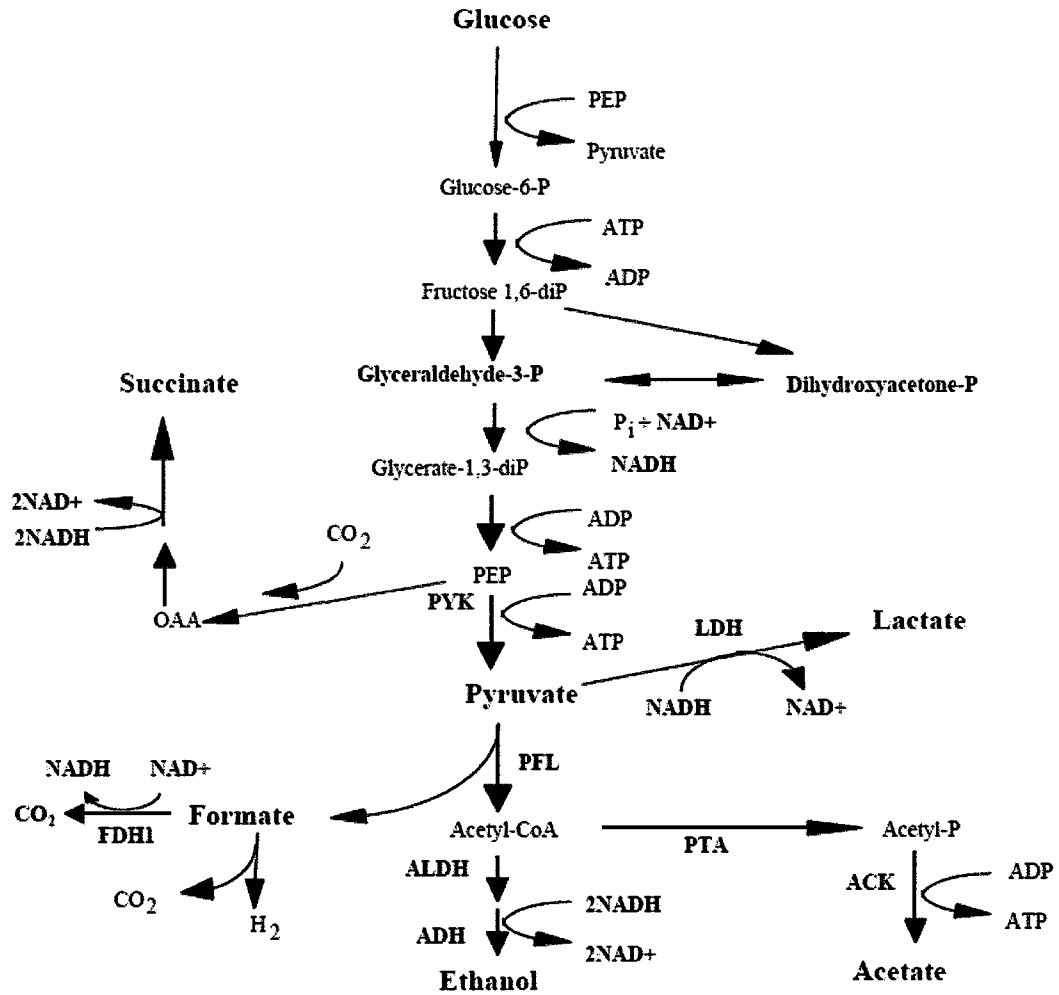 Glucose
PEP
Pyruvate
Glucose-6-P
ATP
ADP
Fructose 1,6-diP
Glyceraldehyde-3-P
Dihydroxyacetone-P
Succinate
Pi + NAD+
NADH
Glycerate-1,3-diP
2NAD+
2NADH
ADP
ATP
CO2
PEP
ADP
PYK
OAA
ATP
LDH
Lactate
Pyruvate
NADH
NAD+
PFL
NADH
NAD+
CO2
Formate
FDH1
Acetyl-CoA
PTA
Acetyl-P
ALDH
ACK
ADP
ATP
CO2
H2
2NADH
ADH
2NAD+
Ethanol
Acetate